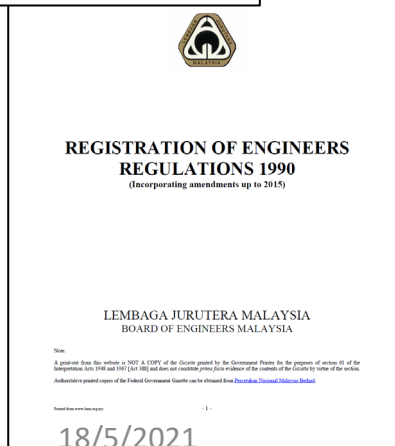 MALAYSIA
REGISTRATION OF ENGINEERS
REGULATIONS 1990
(Incorporating amendments up to 2015)
LEMBAGA JURUTERA MALAYSIA
BOARD OF ENGINEERS MALAYSIA
Note:
A print-out from this website is NOT A COPY of the Gazette printed by the Government Printer for the purposes of section 61 of the
Interpretation Acts 1948 and 1967 [Act 388] and does not constitute prima facie evidence of the contents of the Gazette by virtue of the section.
Authoritative printed copies of the Federal Government Gazette can be obtained from Percetakan Nasional Malaysia Berhad.
Printed from www.bem.org.my
- 1 -
18/5/2021